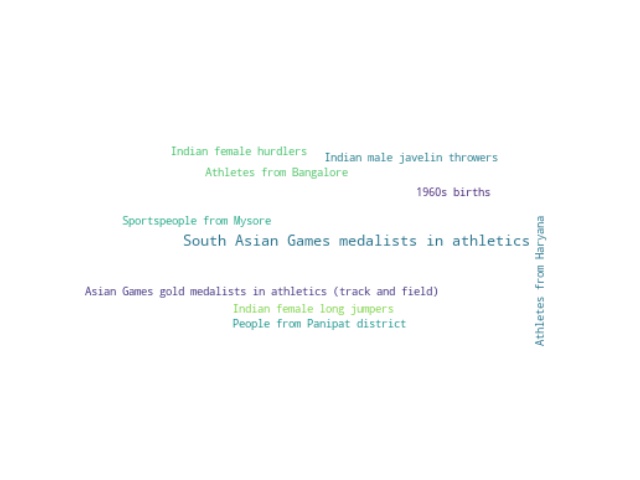 Indian female hurdlers
Indian male javelin throwers
Athletes from Bangalore
1960s births
Sportspeople from Mysore
South Asian Games medalists in athletics
Athletes from Haryana
Asian Games gold medalists in athletics (track and field)
Indian female long jumpers
People from Panipat district